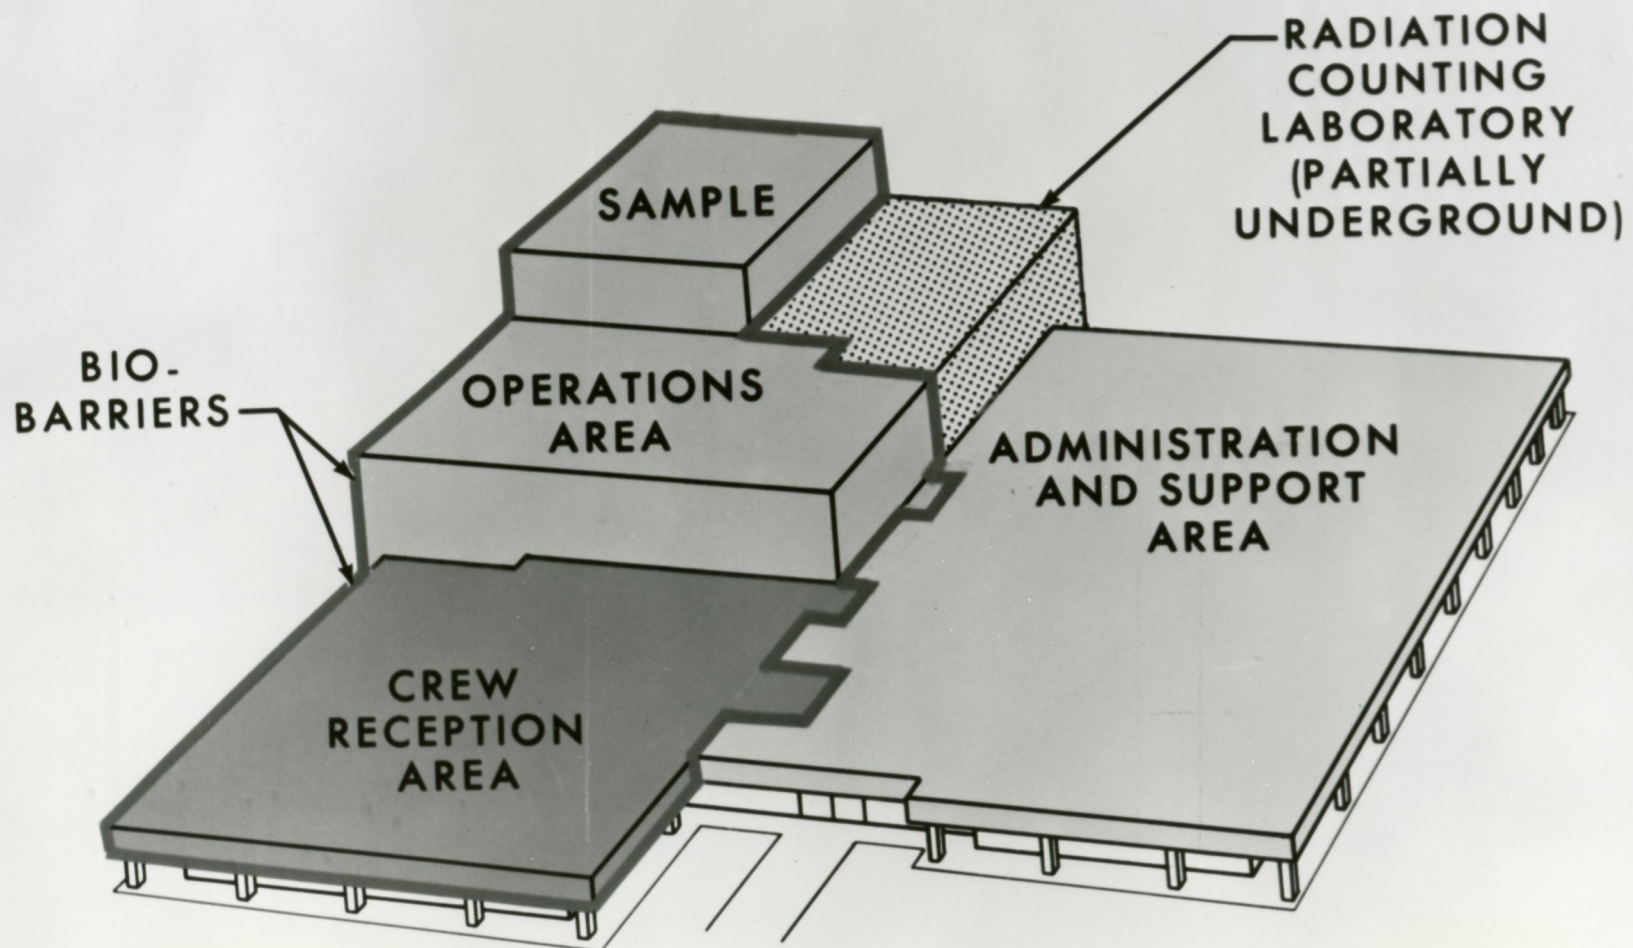 RADIATION
COUNTING
LABORATORY
(PARTIALLY
UNDERGROUND)
SAMPLE
BIO-
BARRIERS
OPERATIONS
AREA
ADMINISTRATION
AND SUPPORT
AREA
CREW
RECEPTION
AREA